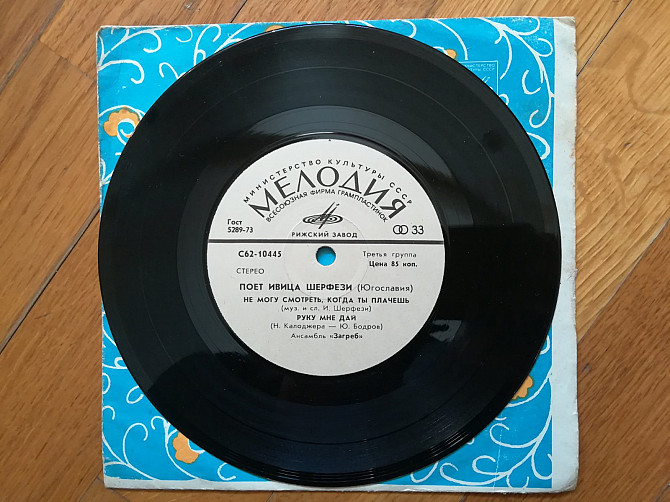 МИНИСТЕРСТВО КУЛЬТУРЫ СССР
МЕЛОДИЯ
ВСЕСОЮЗНАЯ ФИРМА ГРАМПЛАСТИНОК
Гост
5289-73
РИЖСКИЙ ЗАВОД
33
С62-10445
СТЕРЕО
Третья группа
Цена 85 коп.
ПОЕТ ИВИЦА ШЕРФЕЗИ (Югославия)
НЕ МОГУ СМОТРЕТЬ, КОГДА ТЫ ПЛАЧЕШЬ
(муз. и сл. И. Шерфези)
РУКУ МНЕ ДАЙ
(Н. Калоджера — Ю. Бодров)
Ансамбль «Загреб»
МИНИСТЕРСТВО